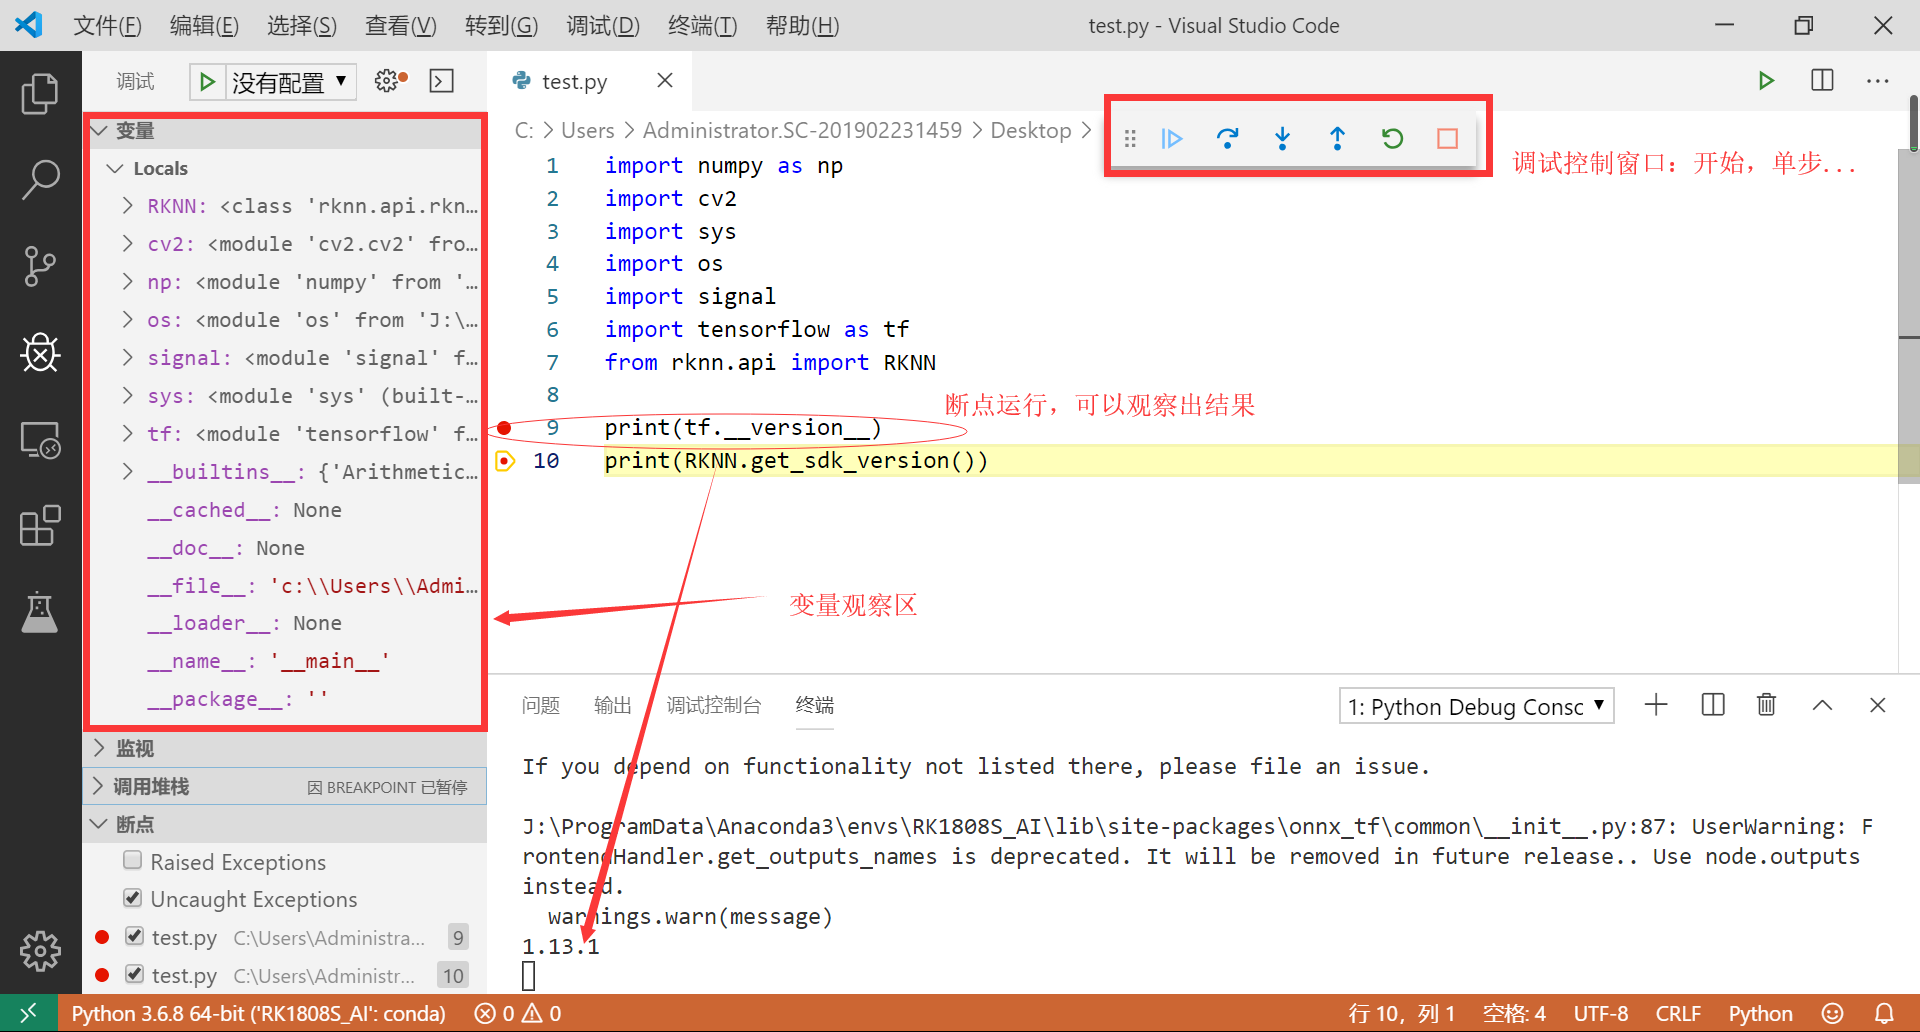 文件(F) 编辑(E) 选择(S) 查看(V) 转到(G) 调试(D) 终端(T) 帮助(H) test.py - Visual Studio Code
调试 没有配置 test.py
变量
Locals
RKNN: <class 'rknn.api.rkn...
cv2: <module 'cv2.cv2' fro...
np: <module 'numpy' from '...
os: <module 'os' from 'J:\...
signal: <module 'signal' f...
sys: <module 'sys' (built-...
tf: <module 'tensorflow' f...
__builtins__: {'Arithmetic...
__cached__: None
__doc__: None
__file__: 'c:\\Users\\Admi...
__loader__: None
__name__: '__main__'
__package__: ''
监视
调用堆栈 因 BREAKPOINT 已暂停
断点
Raised Exceptions
Uncaught Exceptions
test.py C:\Users\Administra... 9
test.py C:\Users\Administr... 10
C: > Users > Administrator.SC-201902231459 > Desktop >
调试控制窗口: 开始, 单步...
1 import numpy as np
2 import cv2
3 import sys
4 import os
5 import signal
6 import tensorflow as tf
7 from rknn.api import RKNN
8
断点运行, 可以观察出结果
9 print(tf.__version__)
10 print(RKNN.get_sdk_version())
变量观察区
问题 输出 调试控制台 终端 1: Python Debug Consc
If you depend on functionality not listed there, please file an issue.
J:\ProgramData\Anaconda3\envs\RK1808S_AI\lib\site-packages\onnx_tf\common\__init__.py:87: UserWarning: F
rontendHandler.get_outputs_names is deprecated. It will be removed in future release.. Use node.outputs
instead.
warnings.warn(message)
1.13.1
Python 3.6.8 64-bit ('RK1808S_AI': conda) 0 0 行 10, 列 1 空格: 4 UTF-8 CRLF Python